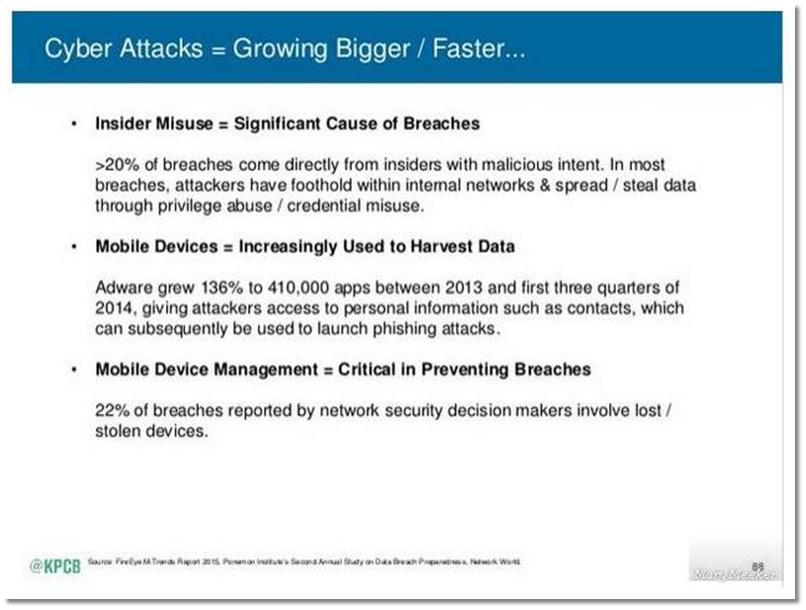 Cyber Attacks = Growing Bigger / Faster...
• Insider Misuse = Significant Cause of Breaches
>20% of breaches come directly from insiders with malicious intent. In most
breaches, attackers have foothold within internal networks & spread / steal data
through privilege abuse / credential misuse.
• Mobile Devices = Increasingly Used to Harvest Data
Adware grew 136% to 410,000 apps between 2013 and first three quarters of
2014, giving attackers access to personal information such as contacts, which
can subsequently be used to launch phishing attacks.
• Mobile Device Management = Critical in Preventing Breaches
22% of breaches reported by network security decision makers involve lost /
stolen devices.
@KPCB
Source: FireEye M-Trends Report 2015, Ponemon Institute's Second Annual Study on Data Breach Preparedness, Network World.
Mary Meeker